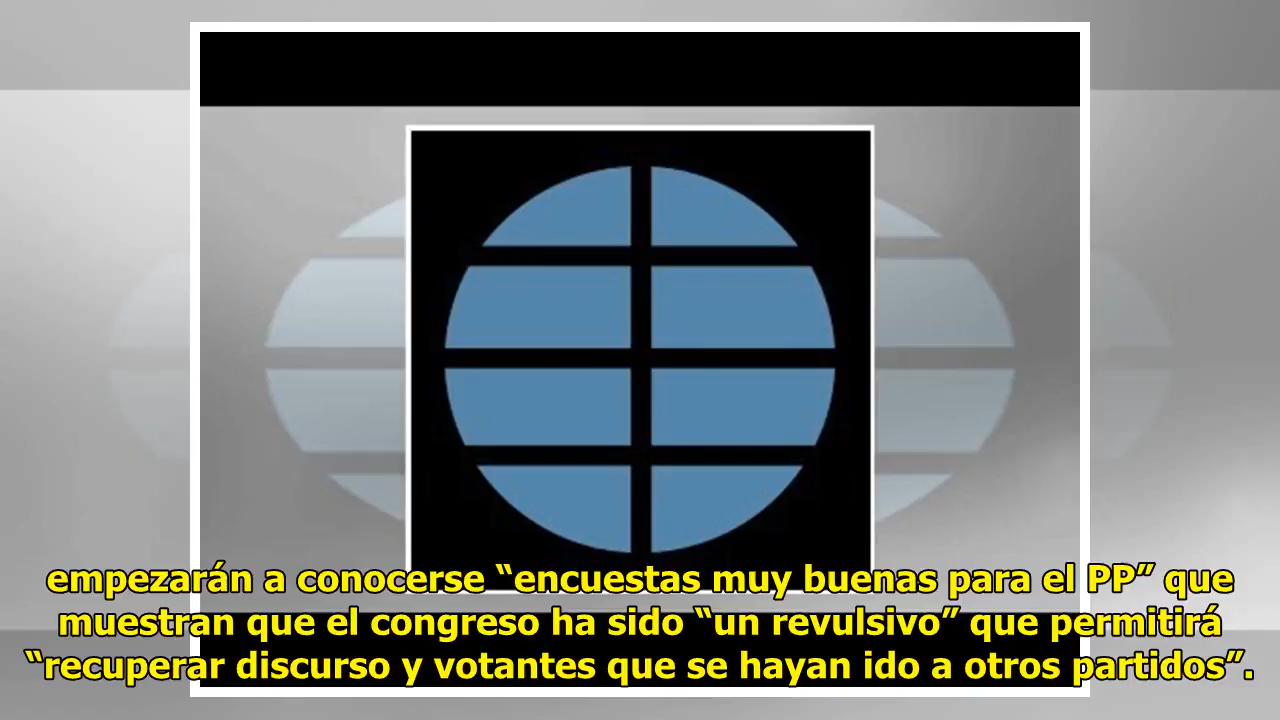 empezarán a conocerse “encuestas muy buenas para el PP” que
muestran que el congreso ha sido “un revulsivo” que permitirá
“recuperar discurso y votantes que se hayan ido a otros partidos”.